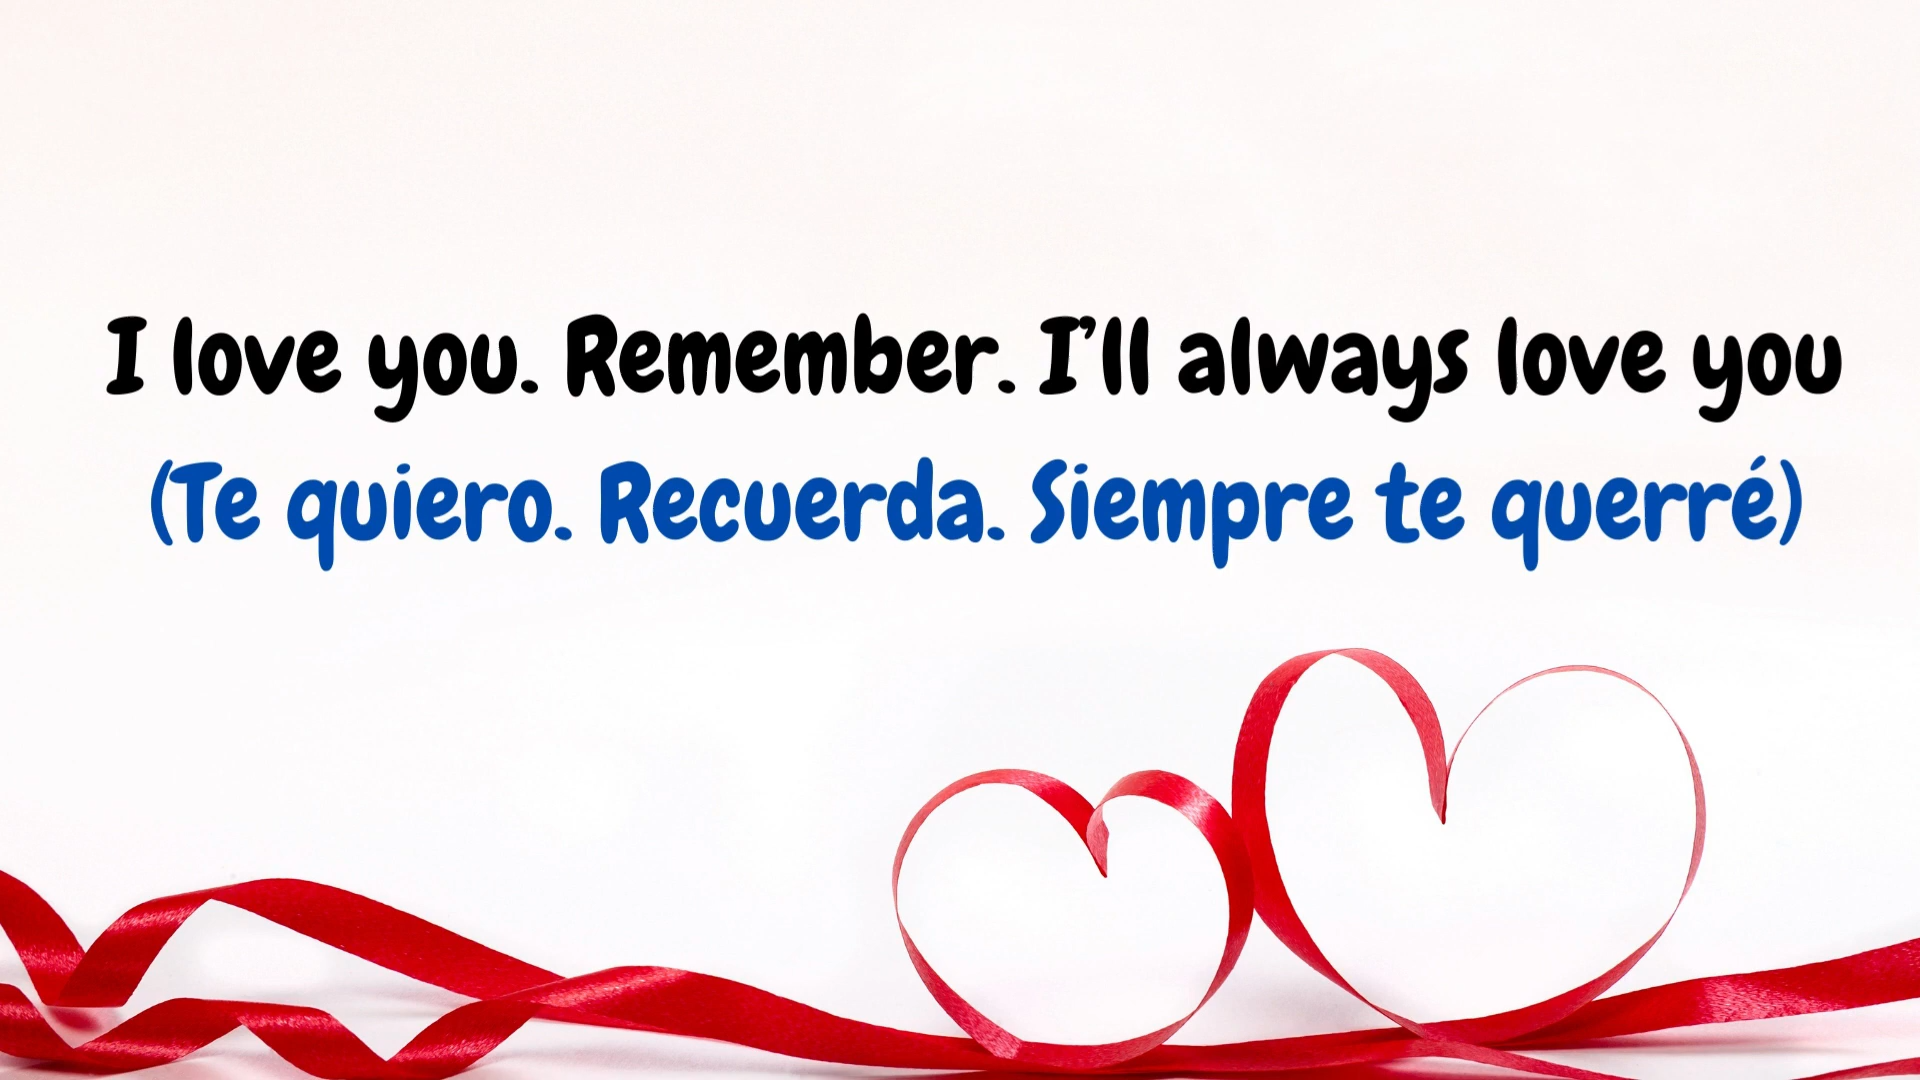 I love you. Remember. I’ll always love you
(Te quiero. Recuerda. Siempre te querré)